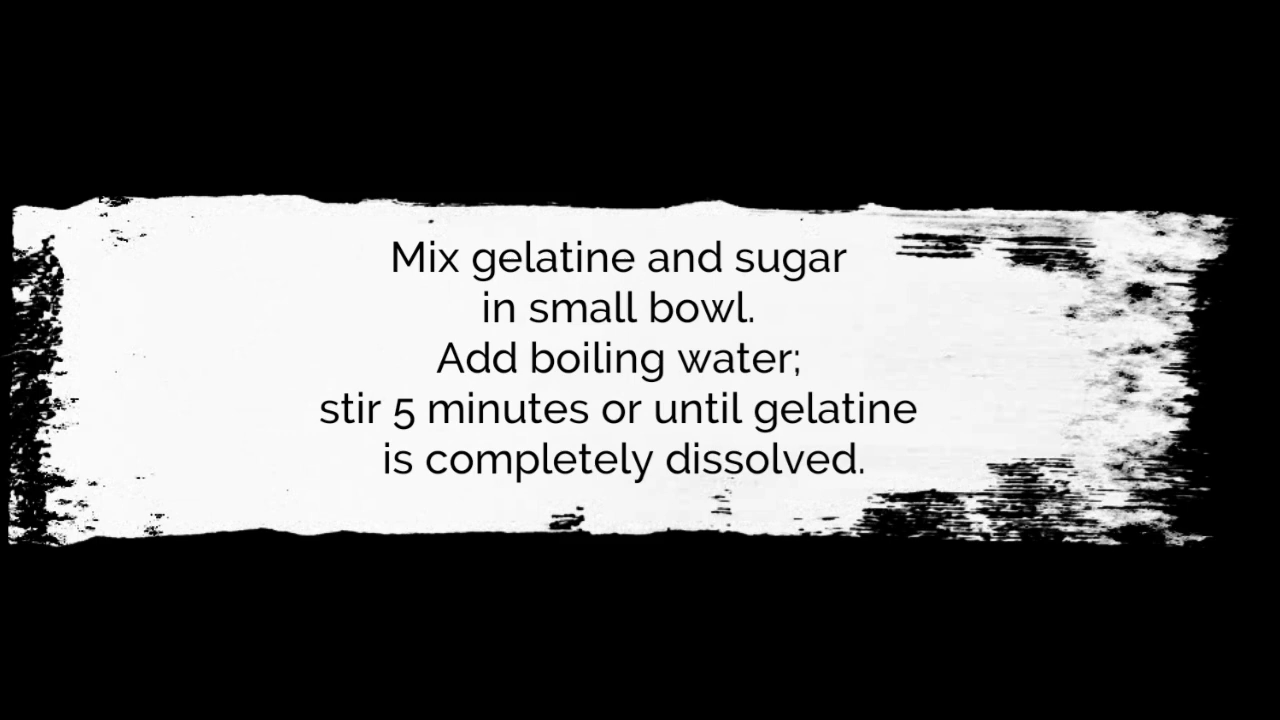 Mix gelatine and sugar
in small bowl.
Add boiling water;
stir 5 minutes or until gelatine
is completely dissolved.